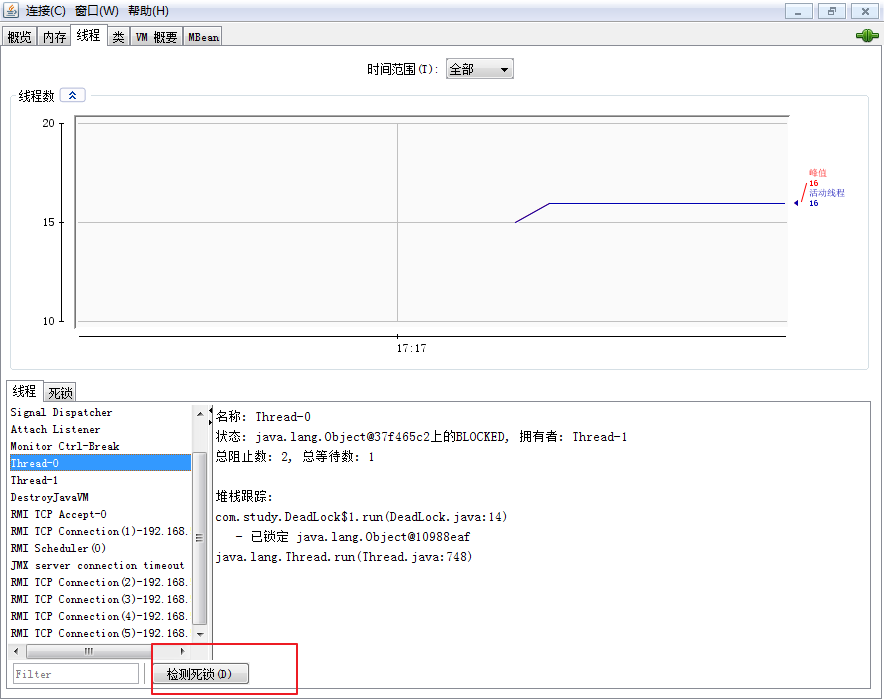 连接(C) 窗口(W) 帮助(H)
概览 内存 线程 类 VM 概要 MBean
时间范围(T): 全部
线程数
20
15
10
17:17
峰值
16
活动线程
16
线程 死锁
Signal Dispatcher
Attach Listener
Monitor Ctrl-Break
Thread-0
Thread-1
DestroyJavaVM
RMI TCP Accept-0
RMI TCP Connection(1)-192.168.
RMI Scheduler(0)
JMX server connection timeout
RMI TCP Connection(2)-192.168.
RMI TCP Connection(3)-192.168.
RMI TCP Connection(4)-192.168.
RMI TCP Connection(5)-192.168.
名称: Thread-0
状态: java.lang.Object@37f465c2上的BLOCKED, 拥有者: Thread-1
总阻止数: 2, 总等待数: 1
堆栈跟踪:
com.study.DeadLock$1.run(DeadLock.java:14)
- 已锁定 java.lang.Object@10988eaf
java.lang.Thread.run(Thread.java:748)
Filter
检测死锁(D)